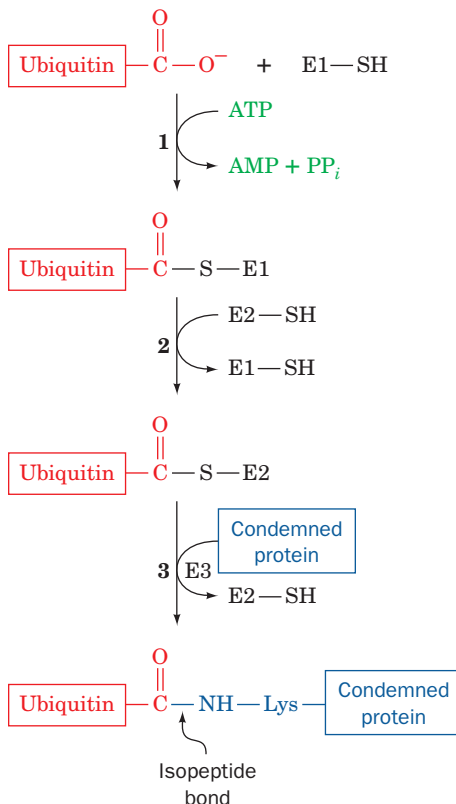 O
Ubiquitin—C—O⁻ + E1—SH
ATP
1
AMP + PPi
O
Ubiquitin—C—S—E1
E2—SH
2
E1—SH
O
Ubiquitin—C—S—E2
Condemned
protein
3 E3
E2—SH
O
Ubiquitin—C—NH—Lys—Condemned
protein
Isopeptide
bond